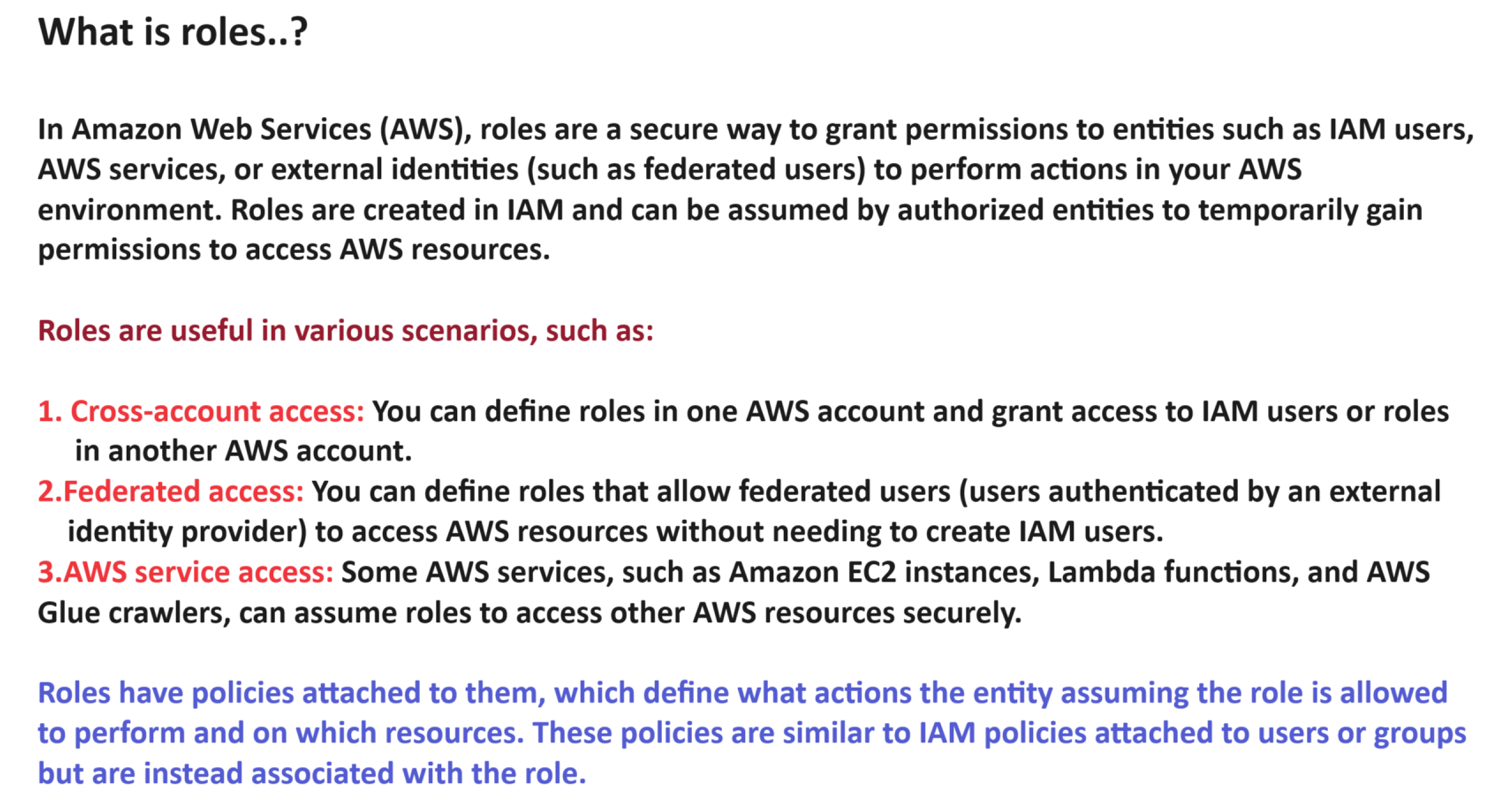 What is roles..?
In Amazon Web Services (AWS), roles are a secure way to grant permissions to entities such as IAM users,
AWS services, or external identities (such as federated users) to perform actions in your AWS
environment. Roles are created in IAM and can be assumed by authorized entities to temporarily gain
permissions to access AWS resources.
Roles are useful in various scenarios, such as:
1. Cross-account access: You can define roles in one AWS account and grant access to IAM users or roles
in another AWS account.
2.Federated access: You can define roles that allow federated users (users authenticated by an external
identity provider) to access AWS resources without needing to create IAM users.
3.AWS service access: Some AWS services, such as Amazon EC2 instances, Lambda functions, and AWS
Glue crawlers, can assume roles to access other AWS resources securely.
Roles have policies attached to them, which define what actions the entity assuming the role is allowed
to perform and on which resources. These policies are similar to IAM policies attached to users or groups
but are instead associated with the role.